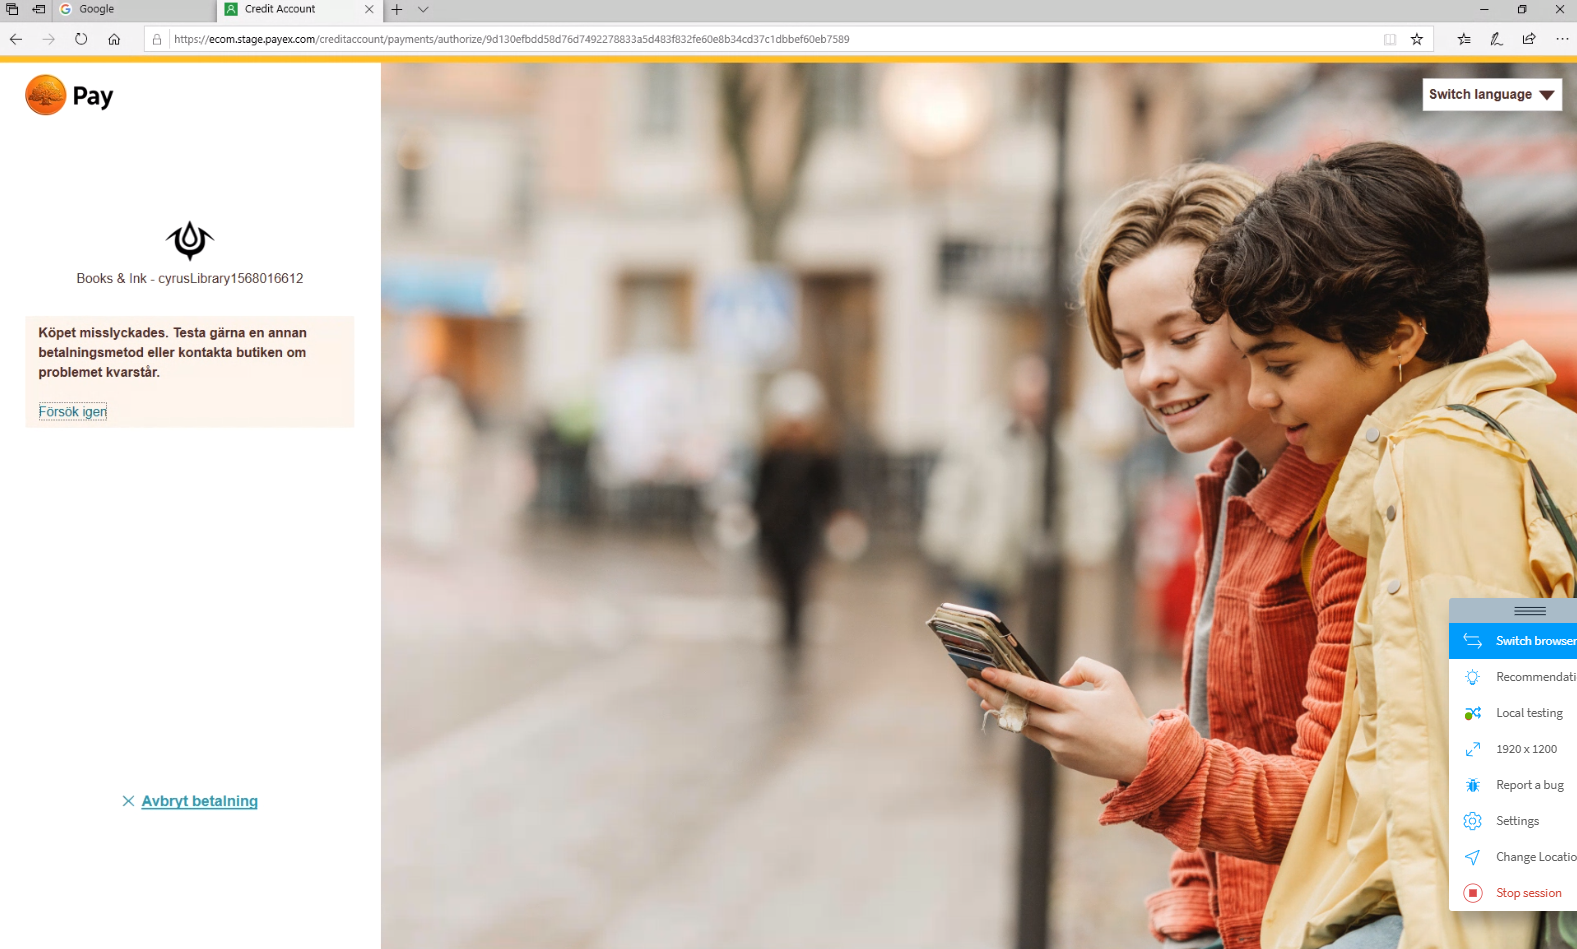 Google
Credit Account
https://ecom.stage.payex.com/creditaccount/payments/authorize/9d130efbdd58d76d7492278833a5d483f832fe60e8b34cd37c1dbbef60eb7589
Pay
Switch language
Books & Ink - cyrusLibrary1568016612
Köpet misslyckades. Testa gärna en annan
betalningsmetod eller kontakta butiken om
problemet kvarstår.
Försök igen
Avbryt betalning
Switch browser
Recommendati
Local testing
1920 x 1200
Report a bug
Settings
Change Locatio
Stop session